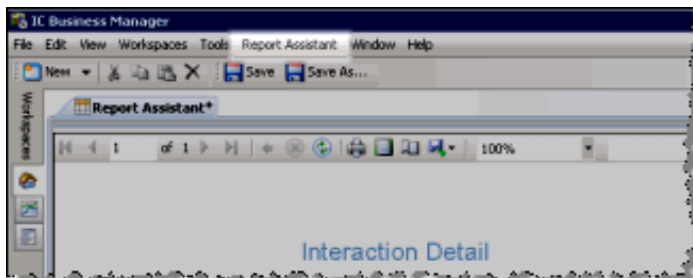 IC Business Manager
File Edit View Workspaces Tools Report Assistant Window Help
New Save Save As...
Workspaces
Report Assistant*
1 of 1 100%
Interaction Detail